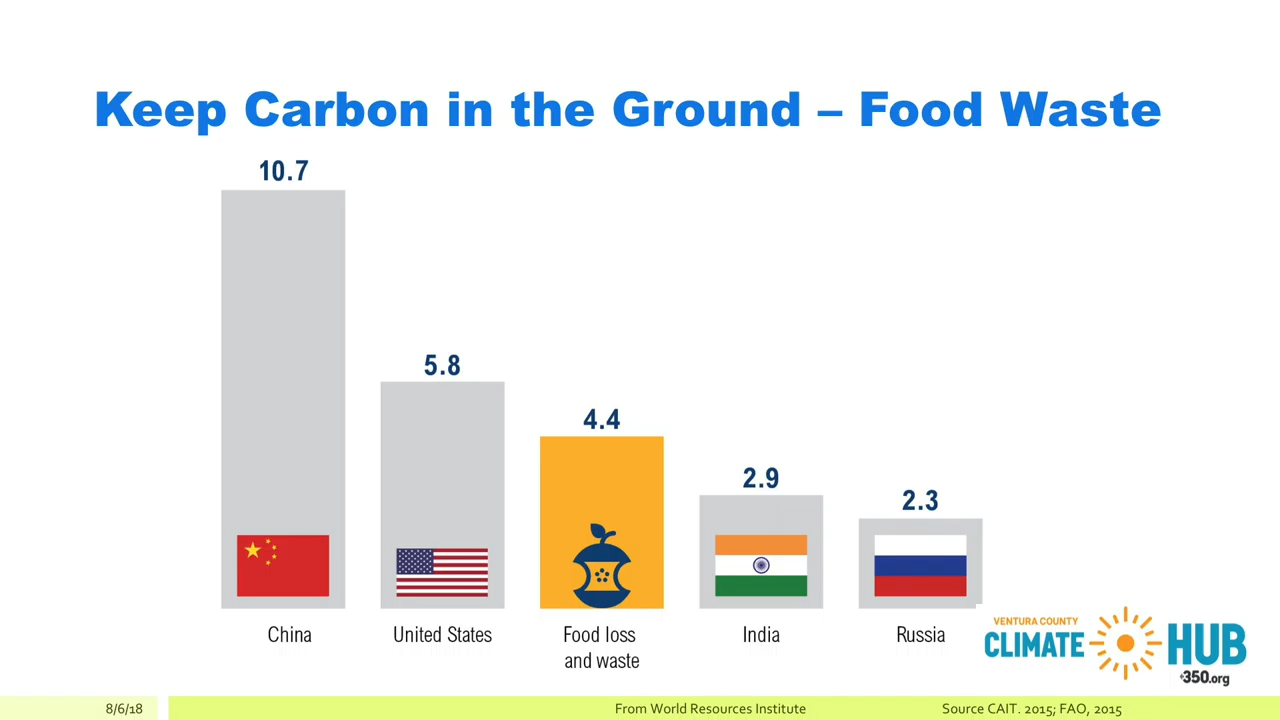 Keep Carbon in the Ground – Food Waste
10.7
5.8
4.4
2.9
2.3
China
United States
Food loss
and waste
India
Russia
VENTURA COUNTY
CLIMATE HUB
350.org
8/6/18
From World Resources Institute
Source CAIT. 2015; FAO, 2015